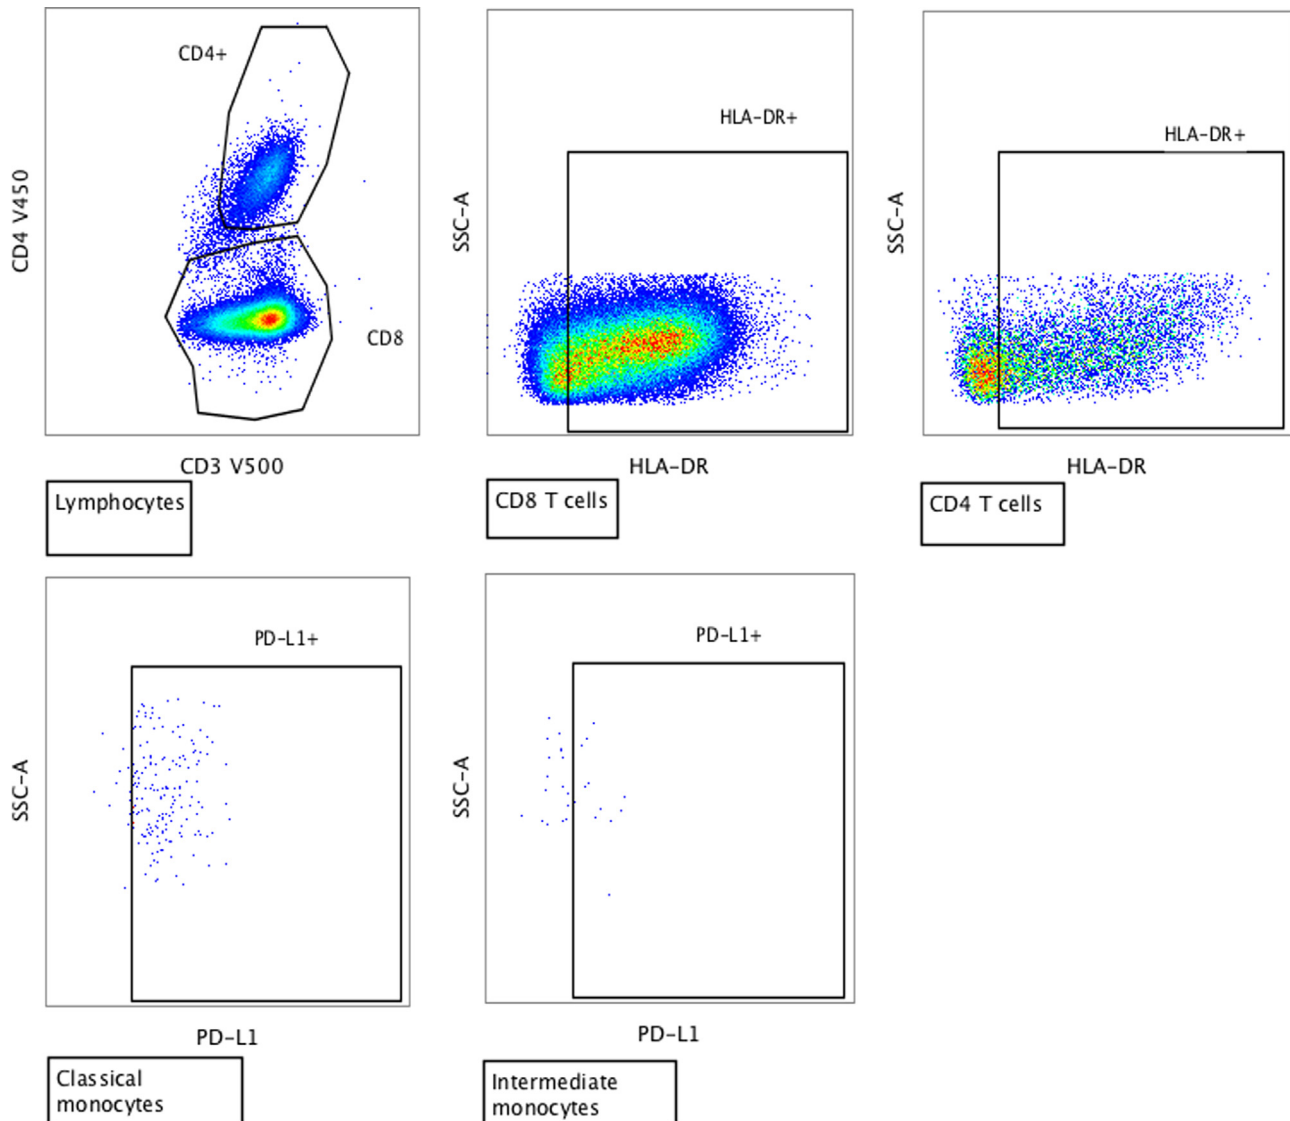 CD4+
CD4 V450
CD8
CD3 V500
Lymphocytes
HLA-DR+
SSC-A
HLA-DR
CD8 T cells
HLA-DR+
SSC-A
HLA-DR
CD4 T cells
PD-L1+
SSC-A
PD-L1
Classical
monocytes
PD-L1+
SSC-A
PD-L1
Intermediate
monocytes